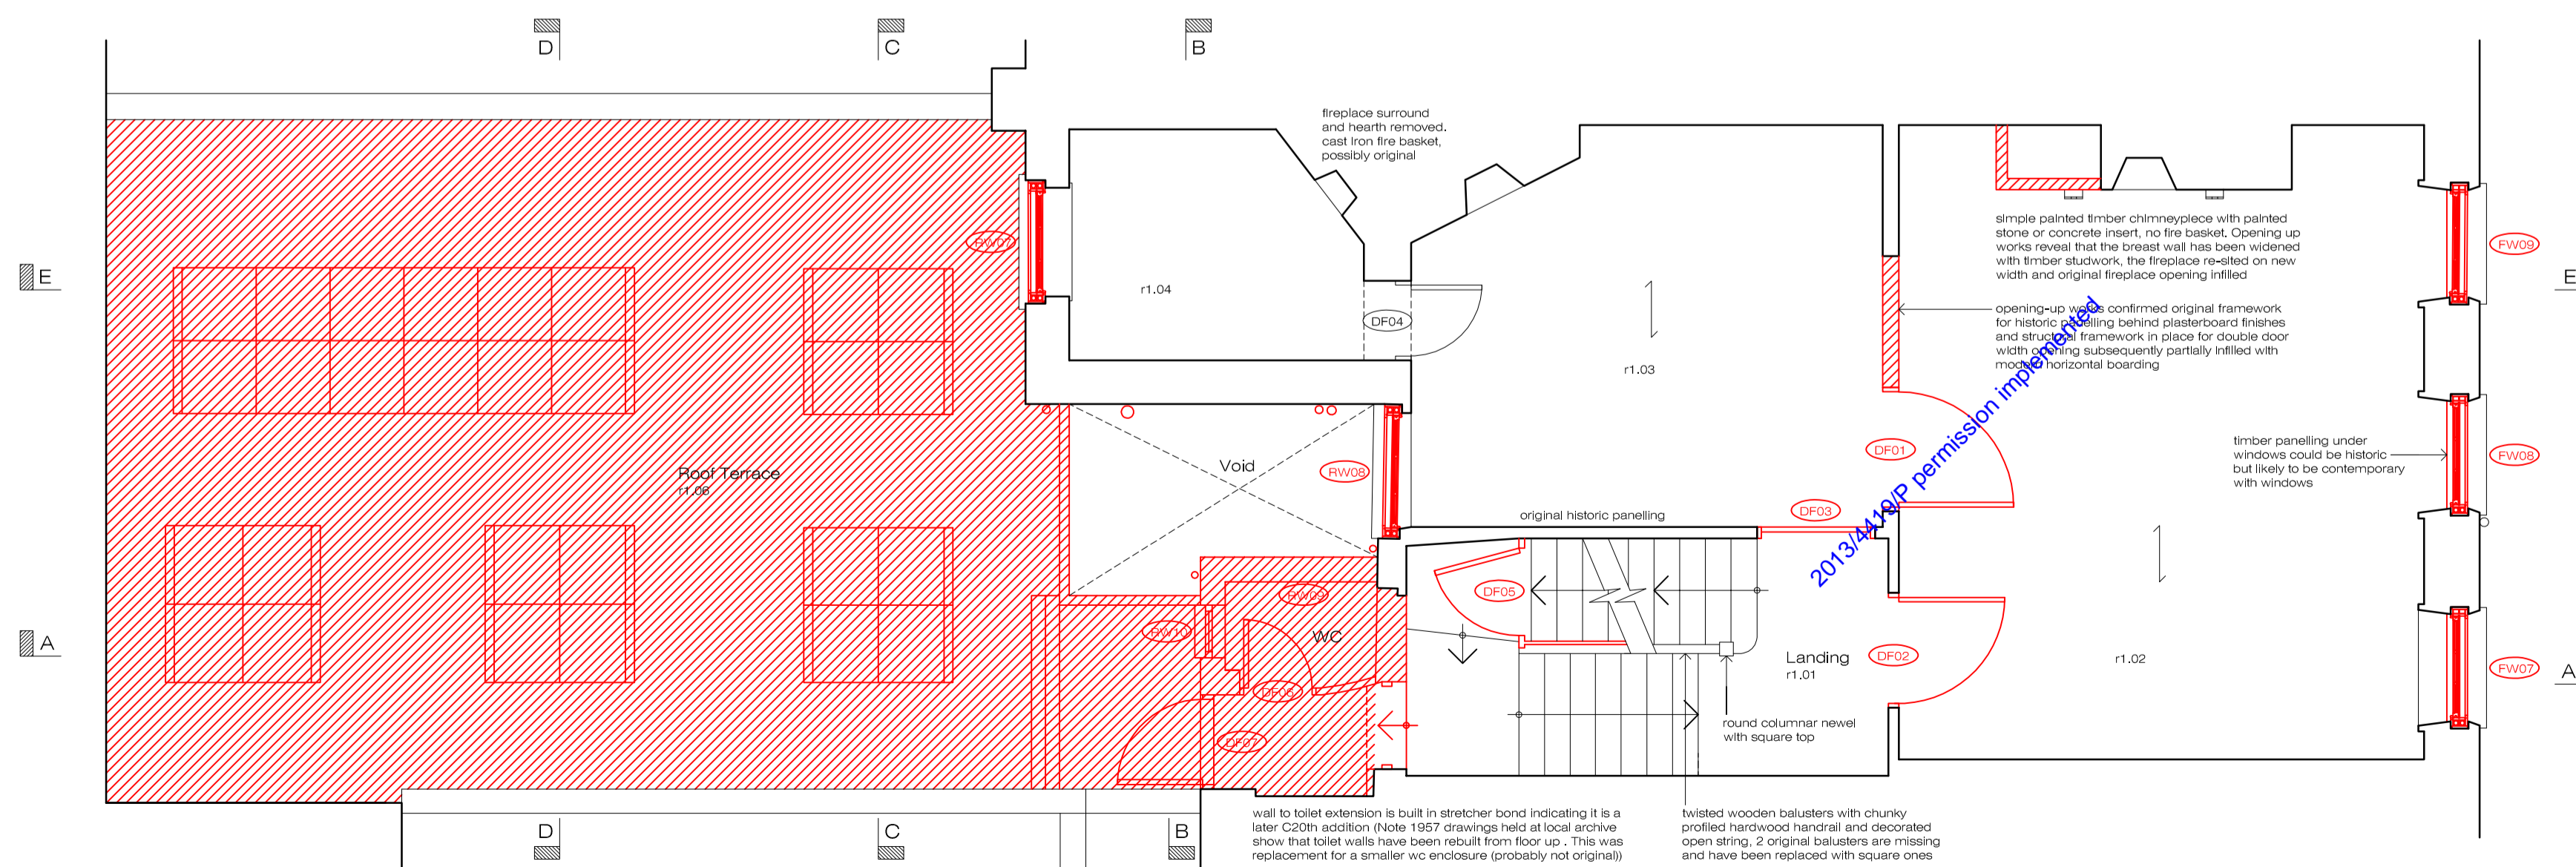 D
C
B
fireplace surround
and hearth removed.
cast iron fire basket,
possibly original
simple painted timber chimneypiece with painted
stone or concrete insert, no fire basket. Opening up
works reveal that the breast wall has been widened
with timber studwork, the fireplace re-sited on new
width and original fireplace opening infilled
RW07
FW09
E
E
r1.04
opening-up works confirmed original framework
for historic panelling behind plasterboard finishes
and structural framework in place for double door
width opening subsequently partially infilled with
modern horizontal boarding
DF04
r1.03
2013/4419/P permission implemented
timber panelling under
windows could be historic
but likely to be contemporary
with windows
FW08
DF01
Roof Terrace
r1.06
Void
RW08
original historic panelling
DF03
DF05
RW09
RW10
WC
A
Landing
r1.01
DF02
r1.02
FW07
A
DF06
DF07
round columnar newel
with square top
wall to toilet extension is built in stretcher bond indicating it is a
later C20th addition (Note 1957 drawings held at local archive
show that toilet walls have been rebuilt from floor up . This was
replacement for a smaller wc enclosure (probably not original))
twisted wooden balusters with chunky
profiled hardwood handrail and decorated
open string, 2 original balusters are missing
and have been replaced with square ones
D
C
B